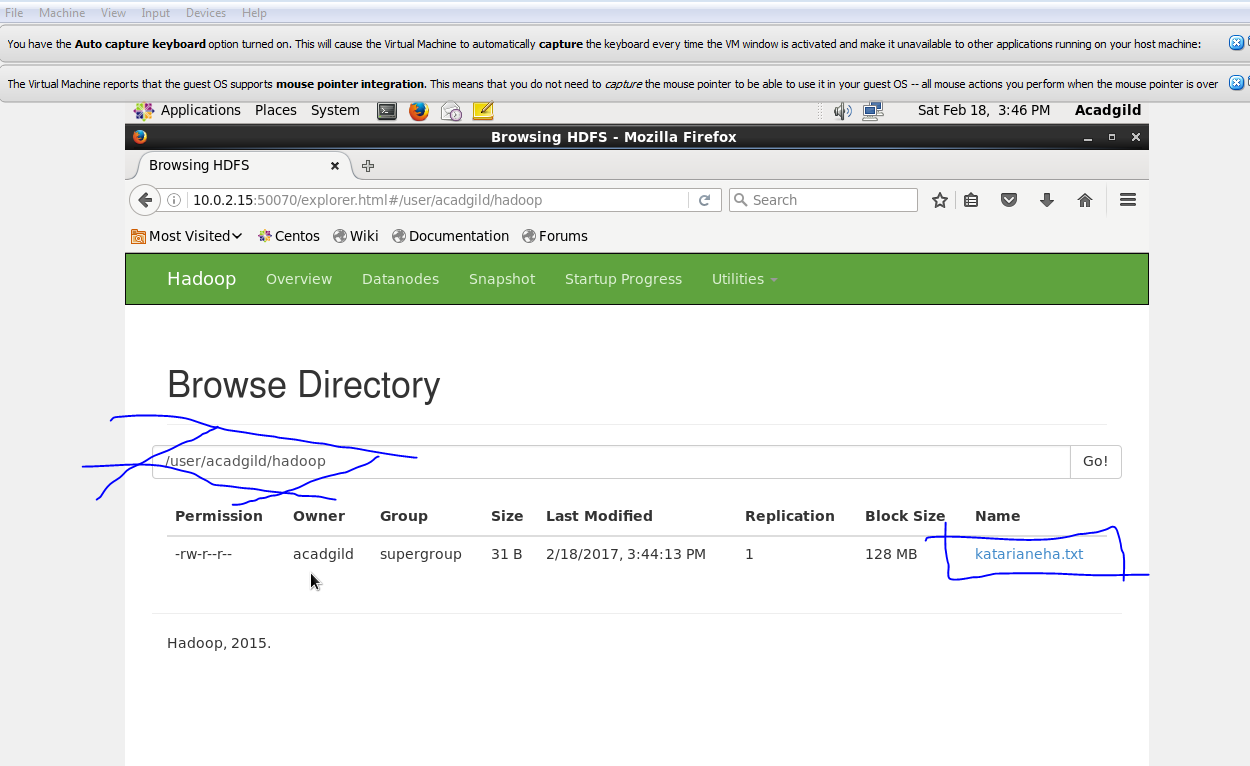 File Machine View Input Devices Help
You have the Auto capture keyboard option turned on. This will cause the Virtual Machine to automatically capture the keyboard every time the VM window is activated and make it unavailable to other applications running on your host machine:
The Virtual Machine reports that the guest OS supports mouse pointer integration. This means that you do not need to capture the mouse pointer to be able to use it in your guest OS -- all mouse actions you perform when the mouse pointer is over
Applications Places System Sat Feb 18, 3:46 PM Acadgild
Browsing HDFS - Mozilla Firefox
Browsing HDFS
10.0.2.15:50070/explorer.html#/user/acadgild/hadoop Search
Most Visited Centos Wiki Documentation Forums
Hadoop Overview Datanodes Snapshot Startup Progress Utilities
Browse Directory
/user/acadgild/hadoop Go!
Permission Owner Group Size Last Modified Replication Block Size Name
-rw-r--r-- acadgild supergroup 31 B 2/18/2017, 3:44:13 PM 1 128 MB katarianeha.txt
Hadoop, 2015.